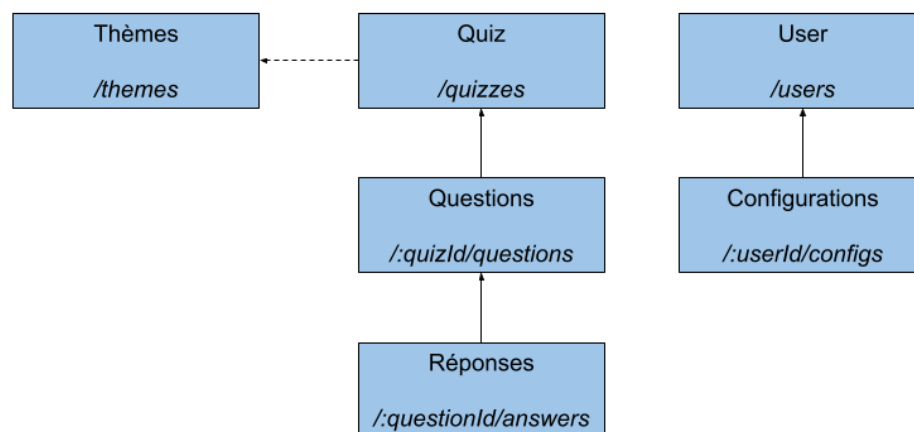 Thèmes
/themes
Quiz
/quizzes
User
/users
Questions
/:quizId/questions
Configurations
/:userId/configs
Réponses
/:questionId/answers